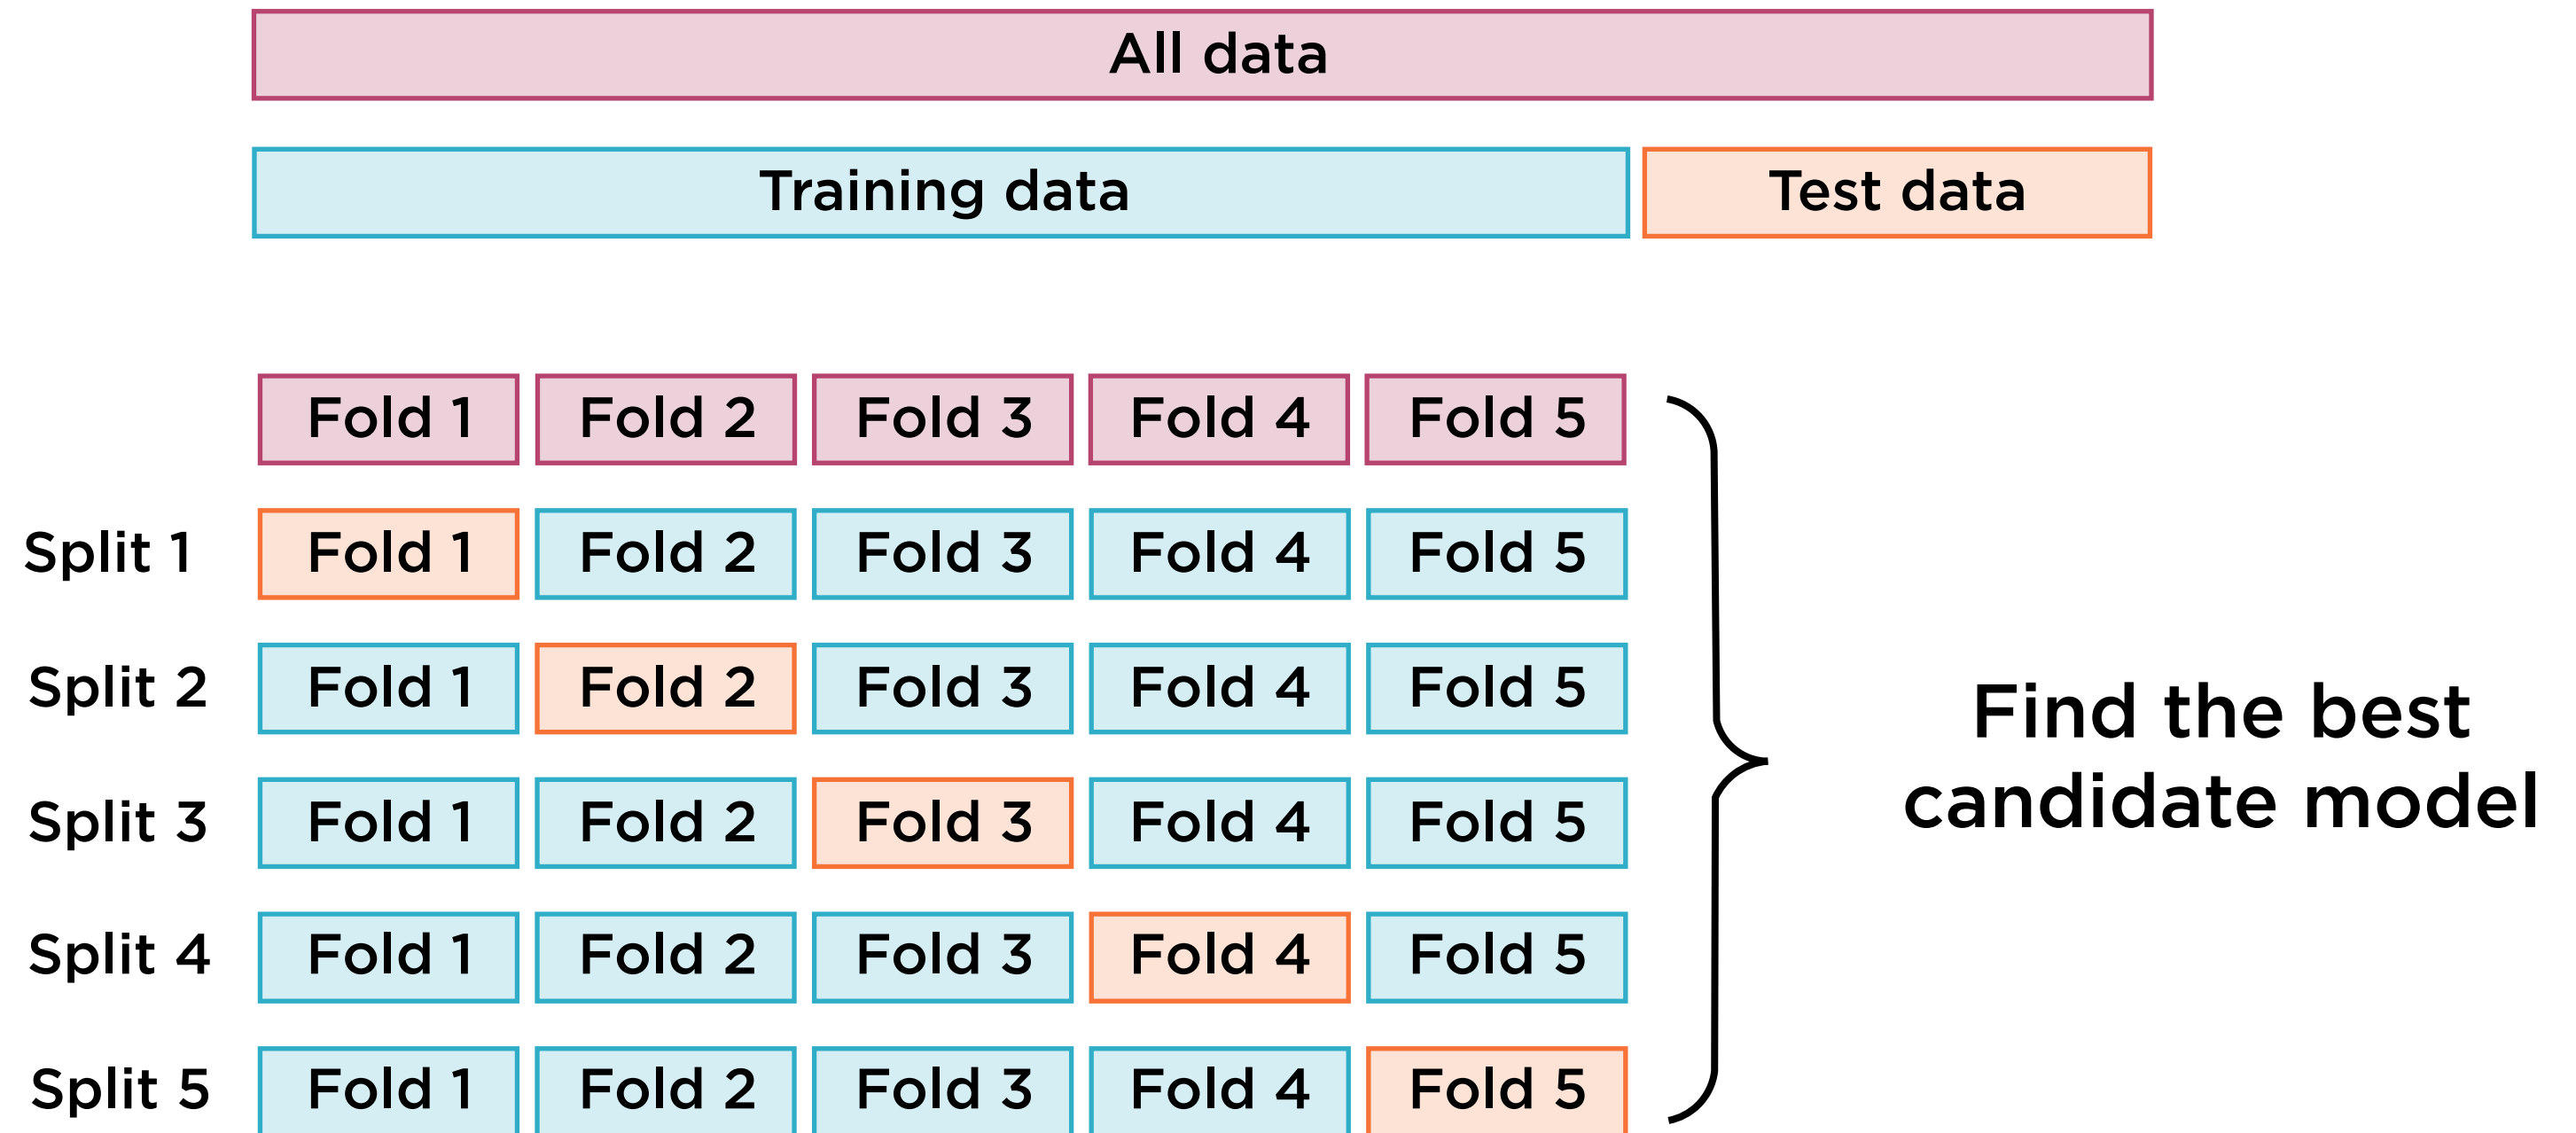 All data
Training data Test data
Fold 1 Fold 2 Fold 3 Fold 4 Fold 5
Split 1 Fold 1 Fold 2 Fold 3 Fold 4 Fold 5
Split 2 Fold 1 Fold 2 Fold 3 Fold 4 Fold 5
Split 3 Fold 1 Fold 2 Fold 3 Fold 4 Fold 5
Split 4 Fold 1 Fold 2 Fold 3 Fold 4 Fold 5
Split 5 Fold 1 Fold 2 Fold 3 Fold 4 Fold 5
Find the best
candidate model